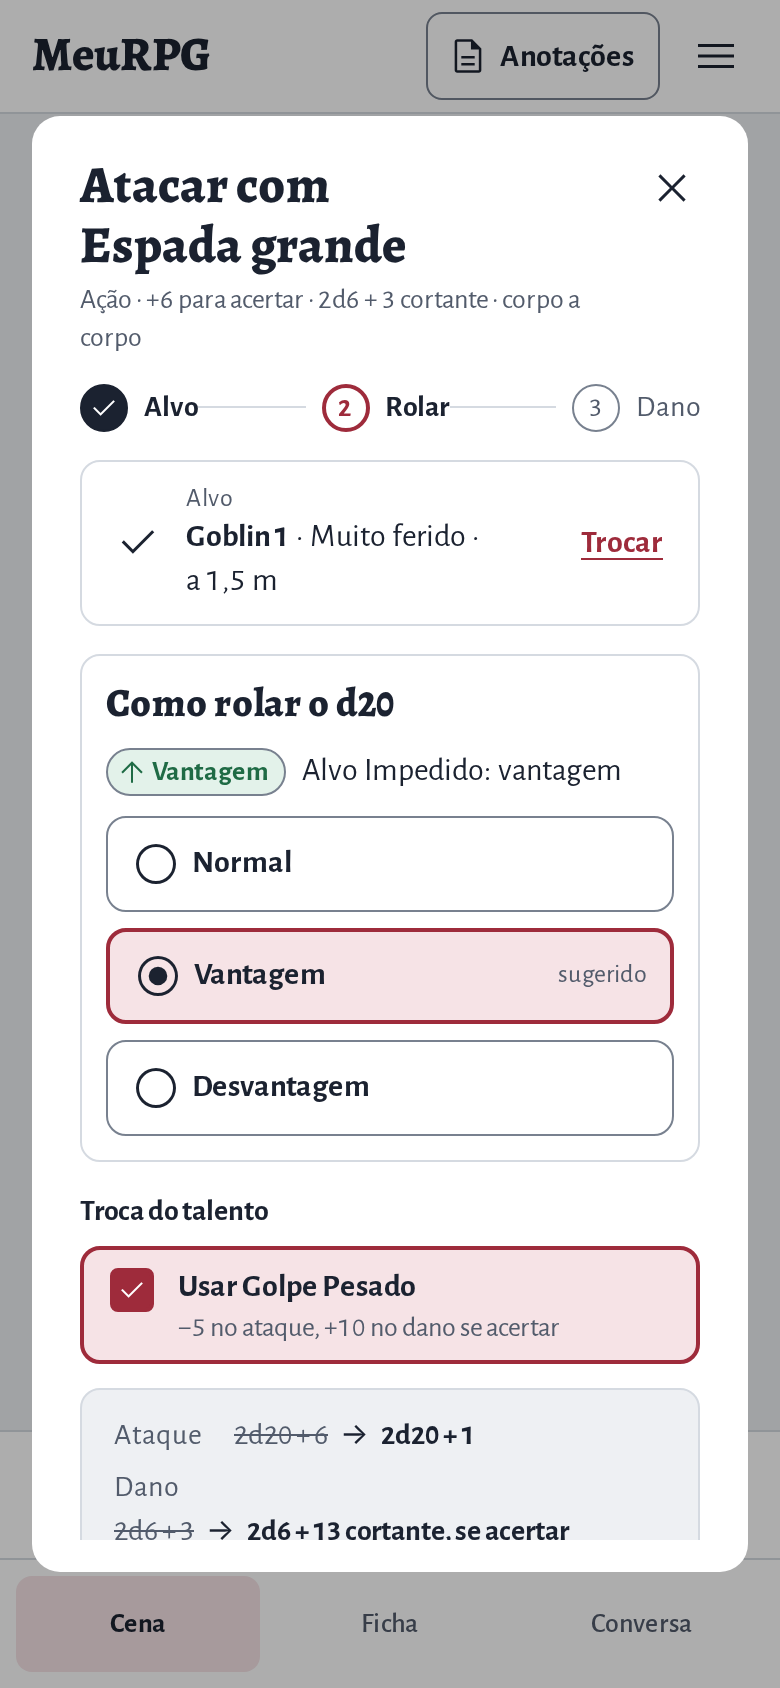 MeuRPG
Anotações
Atacar com
Espada grande
Ação · +6 para acertar · 2d6 + 3 cortante · corpo a
corpo
Alvo
2 Rolar
3 Dano
Alvo
Goblin 1 · Muito ferido ·
a 1,5 m
Trocar
Como rolar o d20
↑ Vantagem Alvo Impedido: vantagem
Normal
Vantagem sugerido
Desvantagem
Troca do talento
Usar Golpe Pesado
−5 no ataque, +10 no dano se acertar
Ataque 2d20 + 6 → 2d20 + 1
Dano
2d6 + 3 → 2d6 + 13 cortante, se acertar
Cena Ficha Conversa